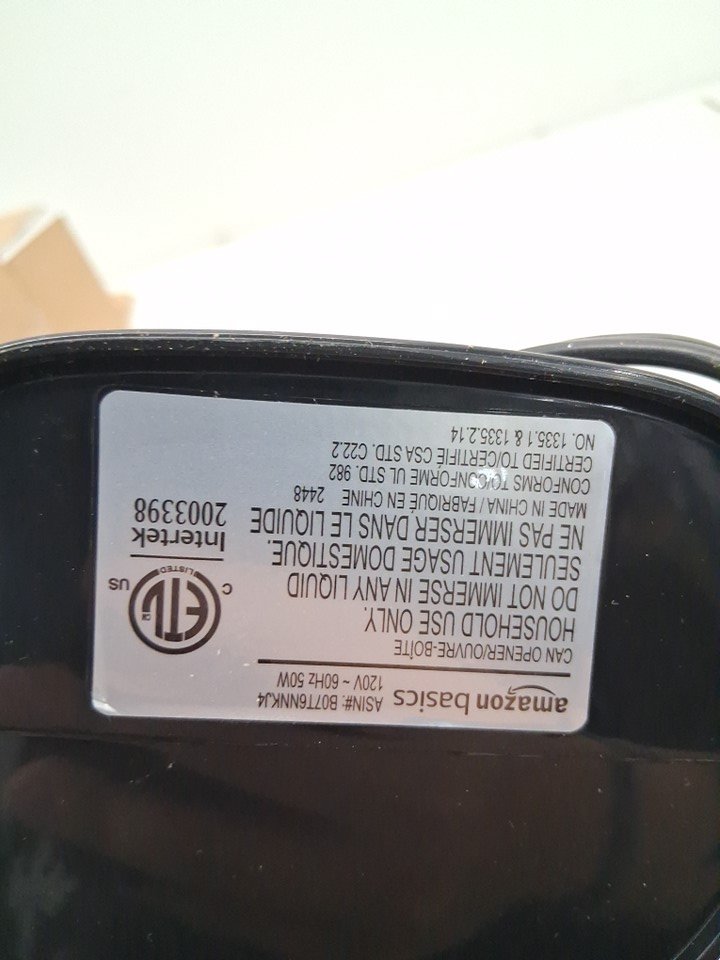 amazon basics
ASIN#: B07T6NNKJ4
120V ~ 60Hz 50W
CAN OPENER/OUVRE-BOÎTE
HOUSEHOLD USE ONLY.
DO NOT IMMERSE IN ANY LIQUID
SEULEMENT USAGE DOMESTIQUE.
NE PAS IMMERSER DANS LE LIQUIDE
MADE IN CHINA / FABRIQUÉ EN CHINE 2448
CONFORMS TO/CONFORME UL STD. 982
CERTIFIED TO/CERTIFIÉ CSA STD. C22.2
NO. 1335.1 & 1335.2.14
ETL
CM
LISTED
C
US
Intertek
2003398